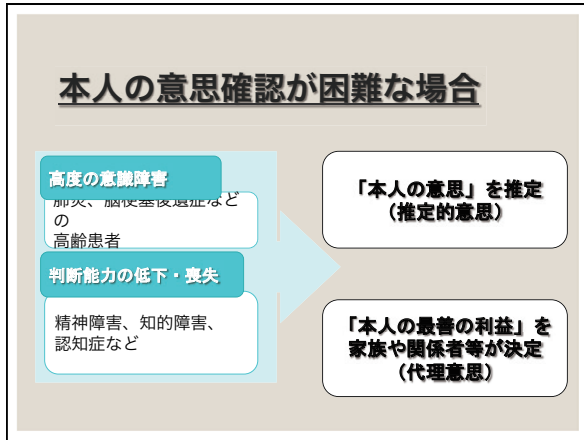 本人の意思確認が困難な場合
高度の意識障害
肺炎、脳梗塞後遺症など
の
高齢患者
判断能力の低下・喪失
精神障害、知的障害、
認知症など
「本人の意思」を推定
（推定的意思）
「本人の最善の利益」を
家族や関係者等が決定
（代理意思）